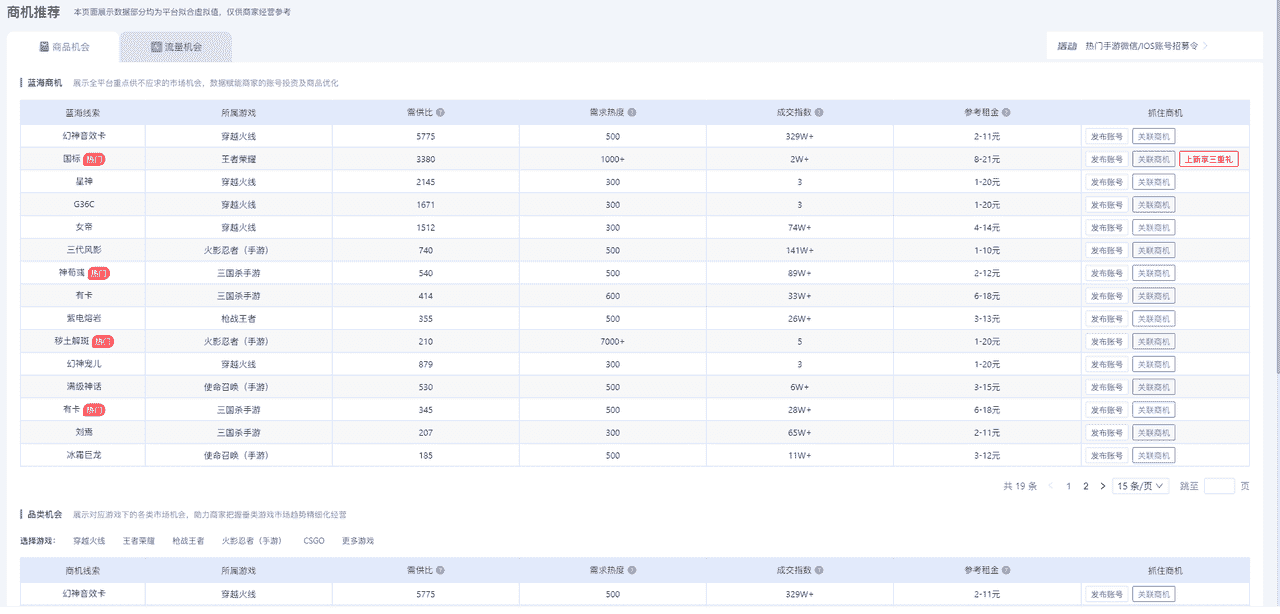 商机推荐 本页面展示数据部分均为平台拟合虚拟值，仅供商家经营参考
商品机会 流量机会 活动 热门手游微信/IOS账号招募令
蓝海商机 展示全平台重点供不应求的市场机会，数据赋能商家的账号投资及商品优化
蓝海线索 所属游戏 需供比 需求热度 成交指数 参考租金 抓住商机
幻神音效卡 穿越火线 5775 500 329W+ 2-11元 发布账号 关联商机
国标 热门 王者荣耀 3380 1000+ 2W+ 8-21元 发布账号 关联商机 上新享三重礼
星神 穿越火线 2145 300 3 1-20元 发布账号 关联商机
G36C 穿越火线 1671 300 3 1-20元 发布账号 关联商机
女帝 穿越火线 1512 300 74W+ 4-14元 发布账号 关联商机
三代风影 火影忍者（手游） 740 500 141W+ 1-10元 发布账号 关联商机
神荀彧 热门 三国杀手游 540 500 89W+ 2-12元 发布账号 关联商机
有卡 三国杀手游 414 600 33W+ 6-18元 发布账号 关联商机
紫电熔岩 枪战王者 355 500 26W+ 3-13元 发布账号 关联商机
秽土解斑 热门 火影忍者（手游） 210 7000+ 5 1-20元 发布账号 关联商机
幻神宠儿 穿越火线 879 300 3 1-20元 发布账号 关联商机
满级神话 使命召唤（手游） 530 500 6W+ 3-15元 发布账号 关联商机
有卡 热门 三国杀手游 345 500 28W+ 6-18元 发布账号 关联商机
刘焉 三国杀手游 207 500 65W+ 2-11元 发布账号 关联商机
冰霜巨龙 使命召唤（手游） 185 500 11W+ 3-12元 发布账号 关联商机
共 19 条 1 2 15 条/页 跳至 页
品类机会 展示对应游戏下的各类市场机会，助力商家把握垂类游戏市场趋势精细化经营
选择游戏: 穿越火线 王者荣耀 枪战王者 火影忍者（手游） CSGO 更多游戏
商机线索 所属游戏 需供比 需求热度 成交指数 参考租金 抓住商机
幻神音效卡 穿越火线 5775 500 329W+ 2-11元 发布账号 关联商机